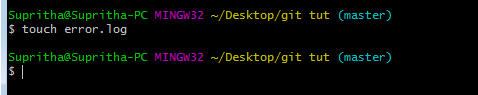 Supritha@Supritha-PC MINGW32 ~/Desktop/git tut (master)
$ touch error.log
Supritha@Supritha-PC MINGW32 ~/Desktop/git tut (master)
$